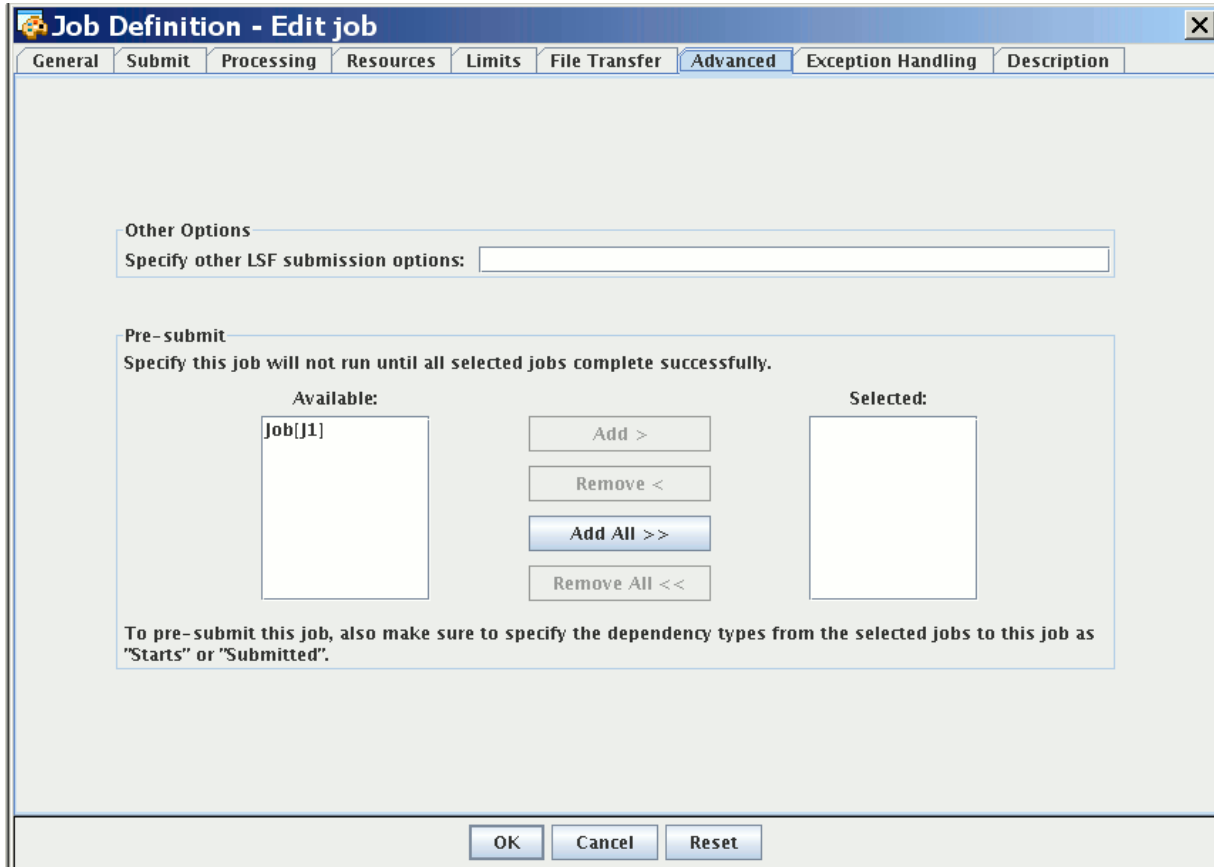 Job Definition - Edit job
General Submit Processing Resources Limits File Transfer Advanced Exception Handling Description
Other Options
Specify other LSF submission options:
Pre-submit
Specify this job will not run until all selected jobs complete successfully.
Available: Selected:
Job[J1]
Add >
Remove <
Add All >>
Remove All <<
To pre-submit this job, also make sure to specify the dependency types from the selected jobs to this job as
"Starts" or "Submitted".
OK Cancel Reset